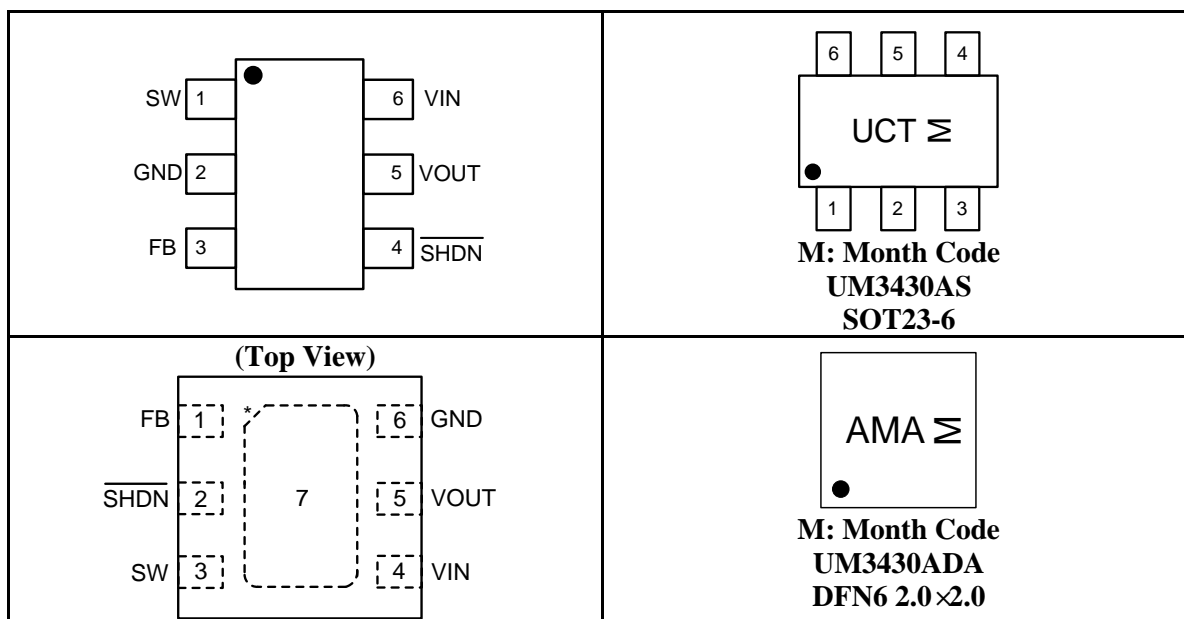 SW 1 6 VIN
GND 2 5 VOUT
FB 3 4 SHDN
6 5 4
UCT M
1 2 3
M: Month Code
UM3430AS
SOT23-6
(Top View)
FB 1 * 6 GND
SHDN 2 7 5 VOUT
SW 3 4 VIN
AMA M
M: Month Code
UM3430ADA
DFN6 2.0×2.0